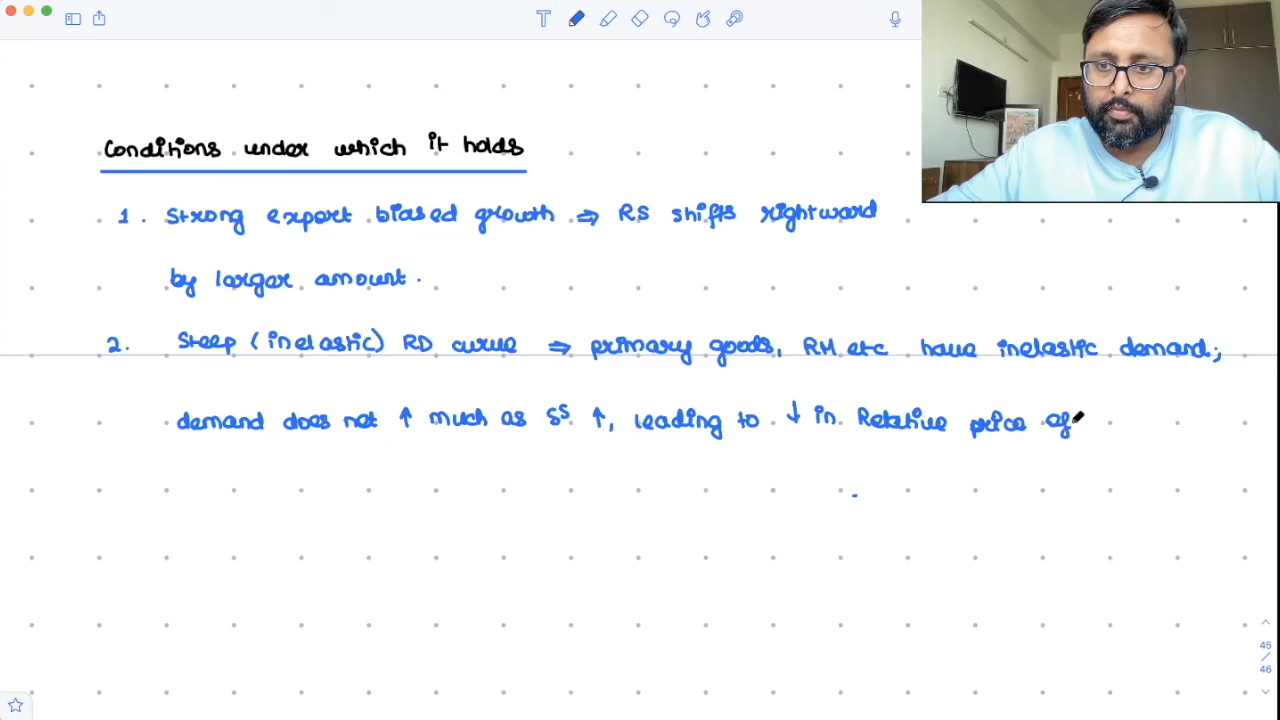 Conditions under which it holds
1. Strong export biased growth ⇒ RS shifts rightward
by larger amount.
2. Steep (inelastic) RD curve ⇒ primary goods, RM etc have inelastic demand;
demand does not ↑ much as SS ↑, leading to ↓ in Relative price of
45
/
46